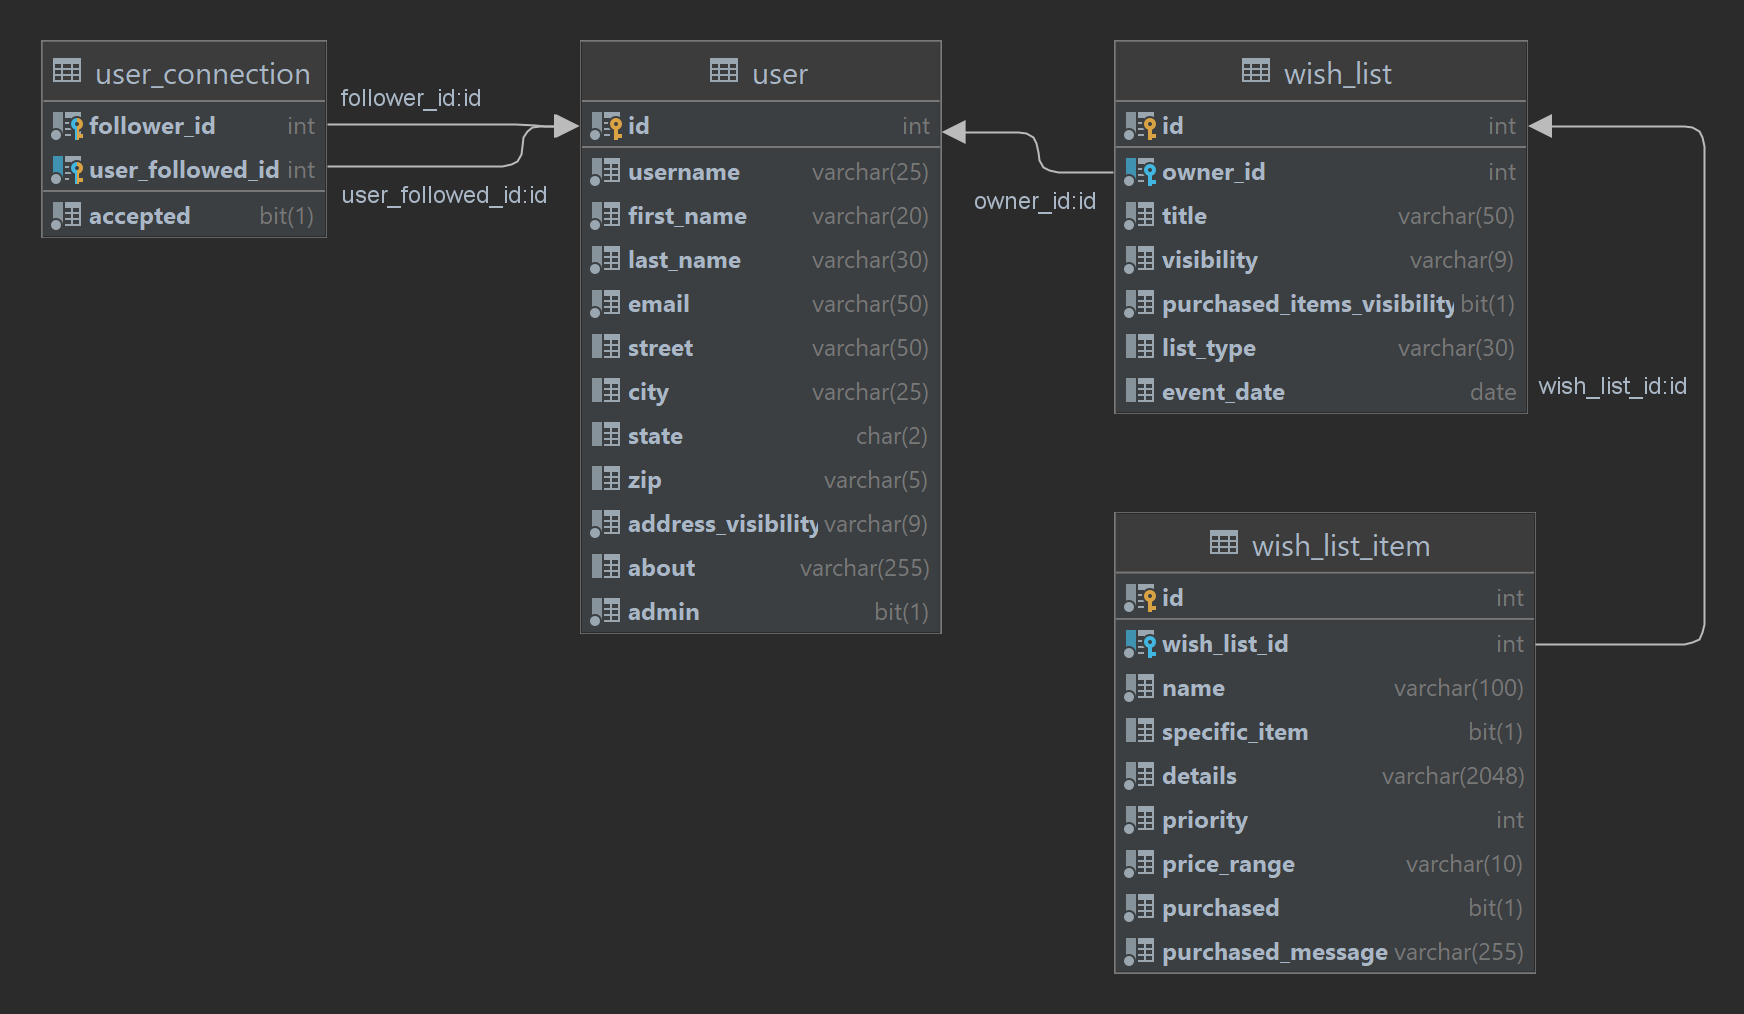 user_connection
follower_id int
user_followed_id int
accepted bit(1)
follower_id:id
user_followed_id:id
user
id int
username varchar(25)
first_name varchar(20)
last_name varchar(30)
email varchar(50)
street varchar(50)
city varchar(25)
state char(2)
zip varchar(5)
address_visibility varchar(9)
about varchar(255)
admin bit(1)
owner_id:id
wish_list
id int
owner_id int
title varchar(50)
visibility varchar(9)
purchased_items_visibility bit(1)
list_type varchar(30)
event_date date
wish_list_id:id
wish_list_item
id int
wish_list_id int
name varchar(100)
specific_item bit(1)
details varchar(2048)
priority int
price_range varchar(10)
purchased bit(1)
purchased_message varchar(255)